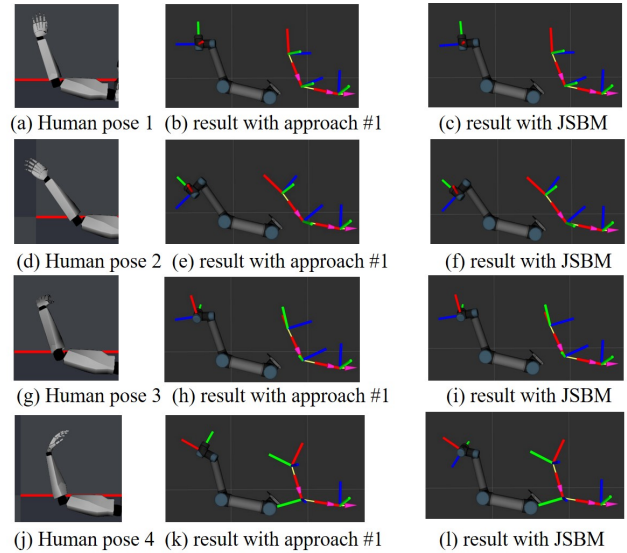 (a) Human pose 1 (b) result with approach #1 (c) result with JSBM
(d) Human pose 2 (e) result with approach #1 (f) result with JSBM
(g) Human pose 3 (h) result with approach #1 (i) result with JSBM
(j) Human pose 4 (k) result with approach #1 (l) result with JSBM